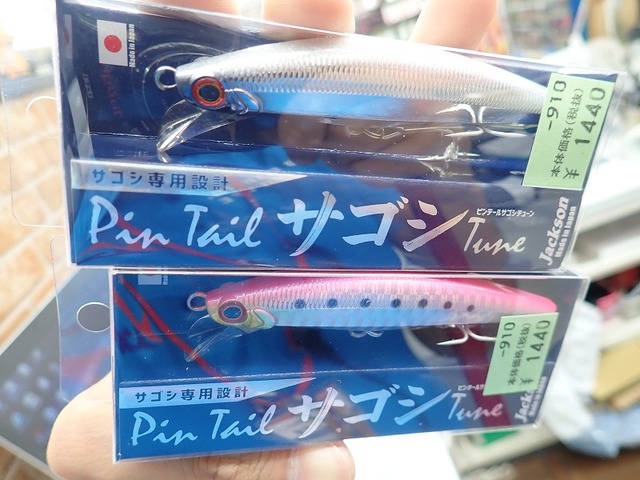 Made in Japan
-910
本体価格(税抜)
¥ 1440
サゴシ専用設計
ピンテールサゴシチューン
Pin Tail サゴシ Tune
Jackson
Made in Japan
-910
本体価格(税抜)
¥ 1440
サゴシ専用設計
Pin Tail サゴシ Tune